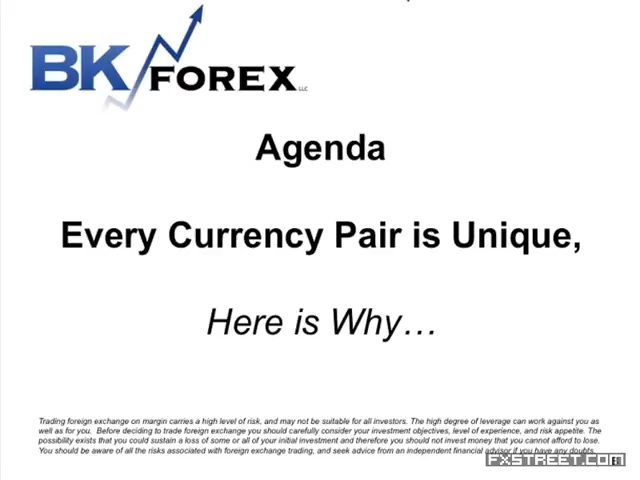 BK FOREX LLC
Agenda
Every Currency Pair is Unique,
Here is Why…
Trading foreign exchange on margin carries a high level of risk, and may not be suitable for all investors. The high degree of leverage can work against you as
well as for you. Before deciding to trade foreign exchange you should carefully consider your investment objectives, level of experience, and risk appetite. The
possibility exists that you could sustain a loss of some or all of your initial investment and therefore you should not invest money that you cannot afford to lose.
You should be aware of all the risks associated with foreign exchange trading, and seek advice from an independent financial advisor if you have any doubts.
FXSTREET.COM